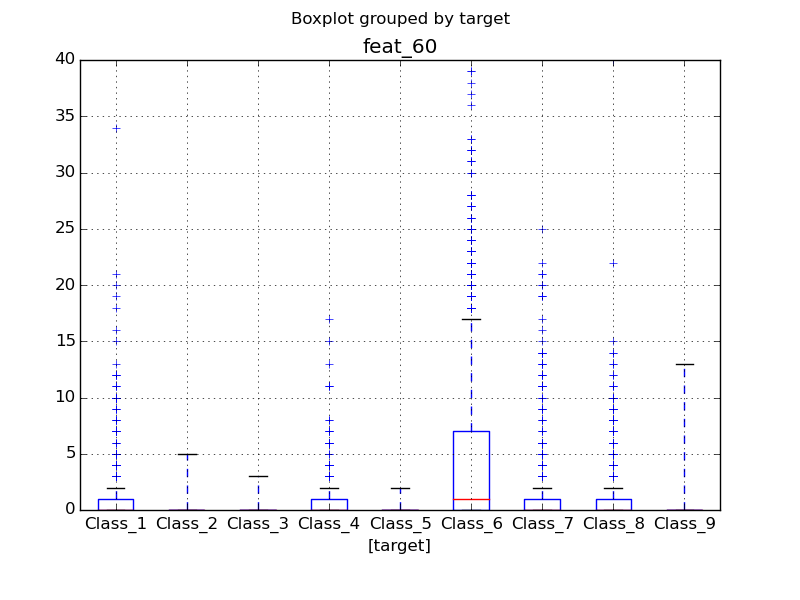 Boxplot grouped by target
feat_60
40
35
30
25
20
15
10
5
0
Class_1 Class_2 Class_3 Class_4 Class_5 Class_6 Class_7 Class_8 Class_9
[target]